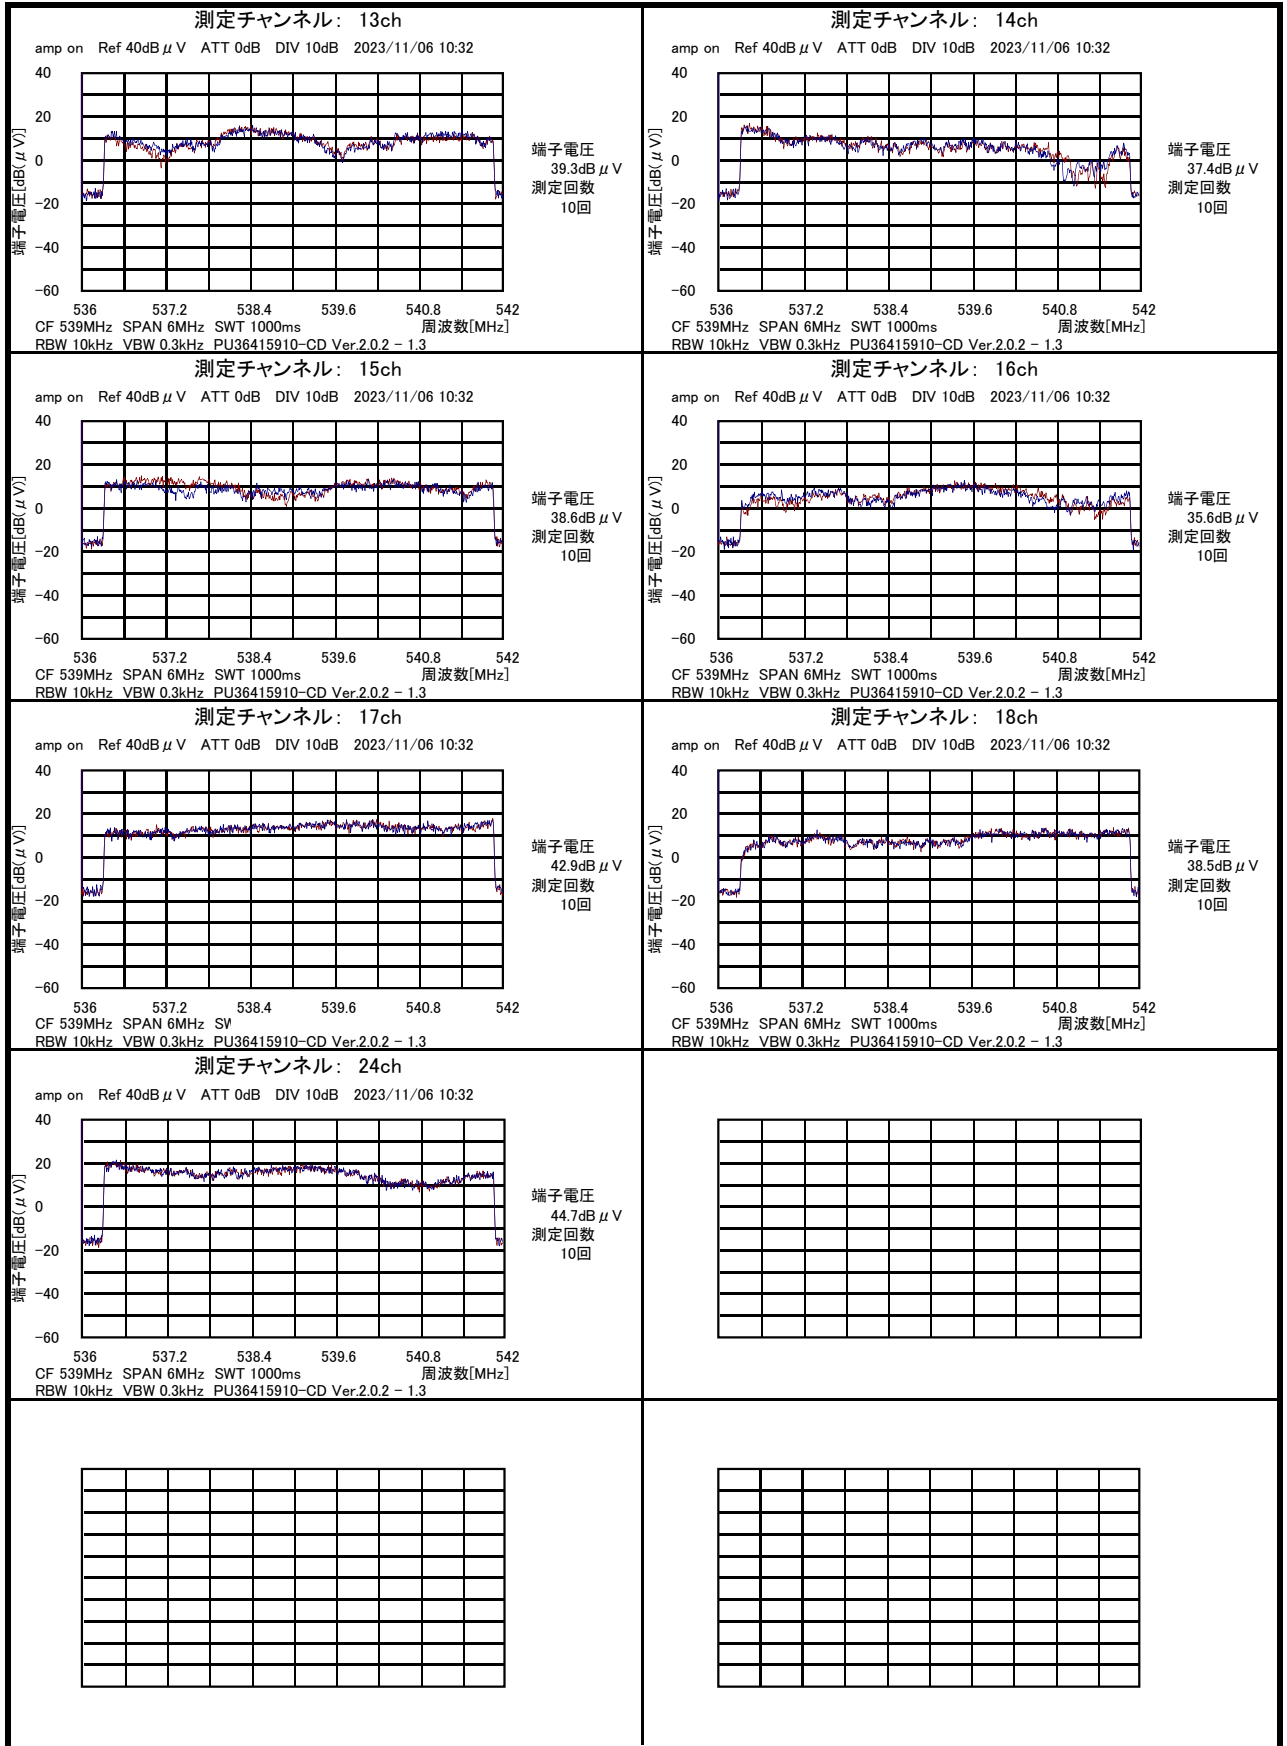 測定チャンネル： 13ch
amp on Ref 40dBμV ATT 0dB DIV 10dB 2023/11/06 10:32
40
20
0
-20
-40
-60
端子電圧[dB(μV)]
端子電圧
39.3dBμV
測定回数
10回
536 537.2 538.4 539.6 540.8 542
CF 539MHz SPAN 6MHz SWT 1000ms 周波数[MHz]
RBW 10kHz VBW 0.3kHz PU36415910-CD Ver.2.0.2 - 1.3
測定チャンネル： 14ch
amp on Ref 40dBμV ATT 0dB DIV 10dB 2023/11/06 10:32
40
20
0
-20
-40
-60
端子電圧[dB(μV)]
端子電圧
37.4dBμV
測定回数
10回
536 537.2 538.4 539.6 540.8 542
CF 539MHz SPAN 6MHz SWT 1000ms 周波数[MHz]
RBW 10kHz VBW 0.3kHz PU36415910-CD Ver.2.0.2 - 1.3
測定チャンネル： 15ch
amp on Ref 40dBμV ATT 0dB DIV 10dB 2023/11/06 10:32
40
20
0
-20
-40
-60
端子電圧[dB(μV)]
端子電圧
38.6dBμV
測定回数
10回
536 537.2 538.4 539.6 540.8 542
CF 539MHz SPAN 6MHz SWT 1000ms 周波数[MHz]
RBW 10kHz VBW 0.3kHz PU36415910-CD Ver.2.0.2 - 1.3
測定チャンネル： 16ch
amp on Ref 40dBμV ATT 0dB DIV 10dB 2023/11/06 10:32
40
20
0
-20
-40
-60
端子電圧[dB(μV)]
端子電圧
35.6dBμV
測定回数
10回
536 537.2 538.4 539.6 540.8 542
CF 539MHz SPAN 6MHz SWT 1000ms 周波数[MHz]
RBW 10kHz VBW 0.3kHz PU36415910-CD Ver.2.0.2 - 1.3
測定チャンネル： 17ch
amp on Ref 40dBμV ATT 0dB DIV 10dB 2023/11/06 10:32
40
20
0
-20
-40
-60
端子電圧[dB(μV)]
端子電圧
42.9dBμV
測定回数
10回
536 537.2 538.4 539.6 540.8 542
CF 539MHz SPAN 6MHz 周波数[MHz]
RBW 10kHz VBW 0.3kHz PU36415910-CD Ver.2.0.2 - 1.3
測定チャンネル： 18ch
amp on Ref 40dBμV ATT 0dB DIV 10dB 2023/11/06 10:32
40
20
0
-20
-40
-60
端子電圧[dB(μV)]
端子電圧
38.5dBμV
測定回数
10回
536 537.2 538.4 539.6 540.8 542
CF 539MHz SPAN 6MHz SWT 1000ms 周波数[MHz]
RBW 10kHz VBW 0.3kHz PU36415910-CD Ver.2.0.2 - 1.3
測定チャンネル： 24ch
amp on Ref 40dBμV ATT 0dB DIV 10dB 2023/11/06 10:32
40
20
0
-20
-40
-60
端子電圧[dB(μV)]
端子電圧
44.7dBμV
測定回数
10回
536 537.2 538.4 539.6 540.8 542
CF 539MHz SPAN 6MHz SWT 1000ms 周波数[MHz]
RBW 10kHz VBW 0.3kHz PU36415910-CD Ver.2.0.2 - 1.3